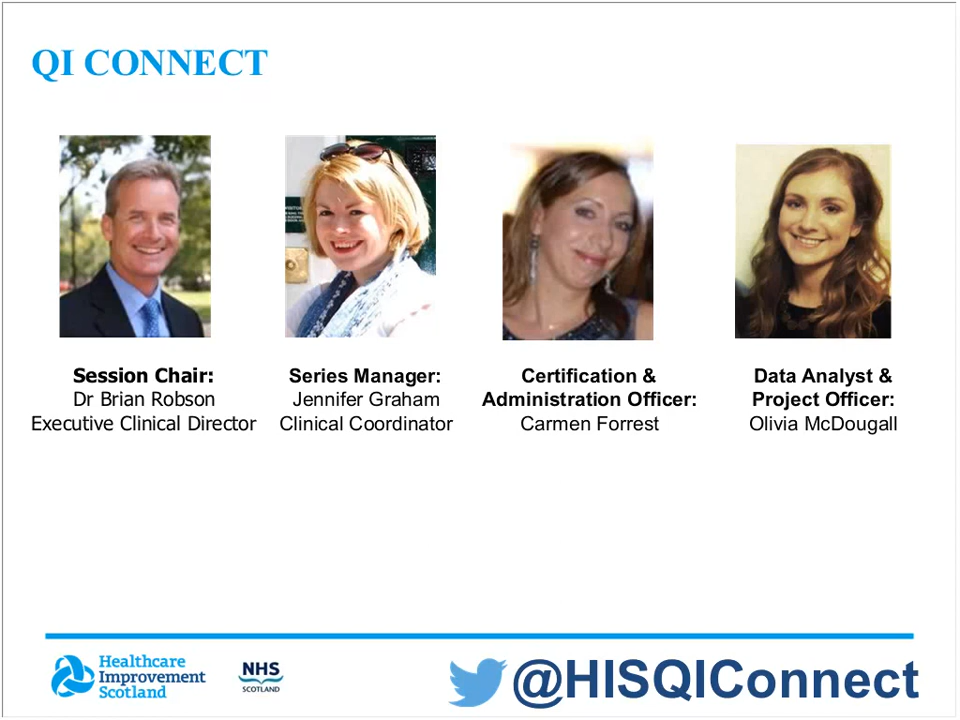 QI CONNECT
Session Chair:
Dr Brian Robson
Executive Clinical Director
Series Manager:
Jennifer Graham
Clinical Coordinator
Certification &
Administration Officer:
Carmen Forrest
Data Analyst &
Project Officer:
Olivia McDougall
Healthcare
Improvement
Scotland
NHS
SCOTLAND
@HISQIConnect